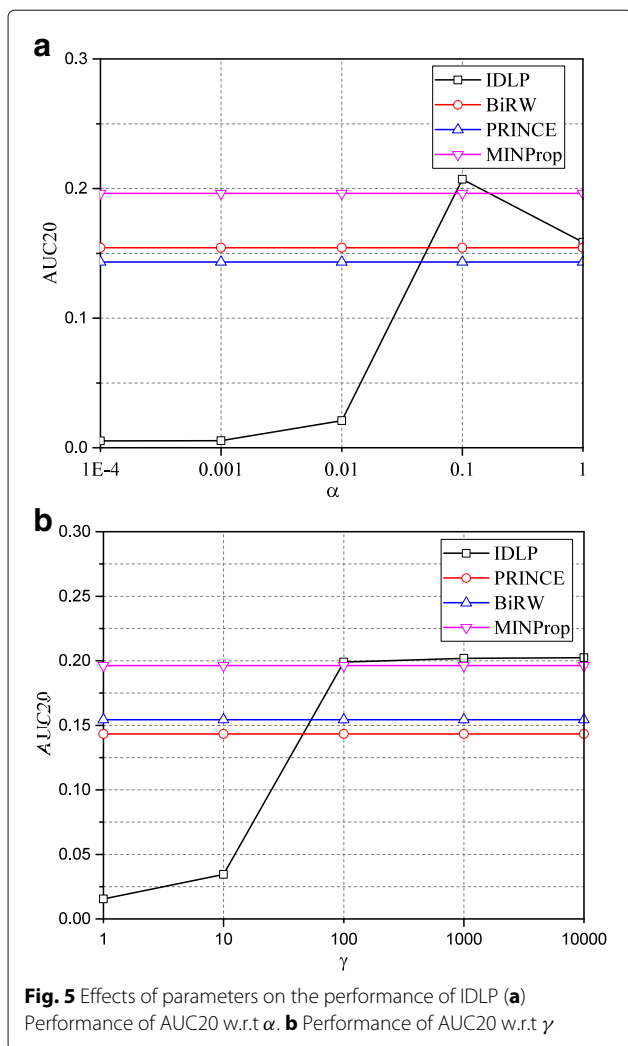 a
0.3
0.2
0.1
0.0
AUC20
IDLP
BiRW
PRINCE
MINProp
1E-4 0.001 0.01 0.1 1
α
b
0.30
0.25
0.20
0.15
0.10
0.05
0.00
AUC20
IDLP
PRINCE
BiRW
MINProp
1 10 100 1000 10000
γ
Fig. 5 Effects of parameters on the performance of IDLP (a)
Performance of AUC20 w.r.t α. b Performance of AUC20 w.r.t γ